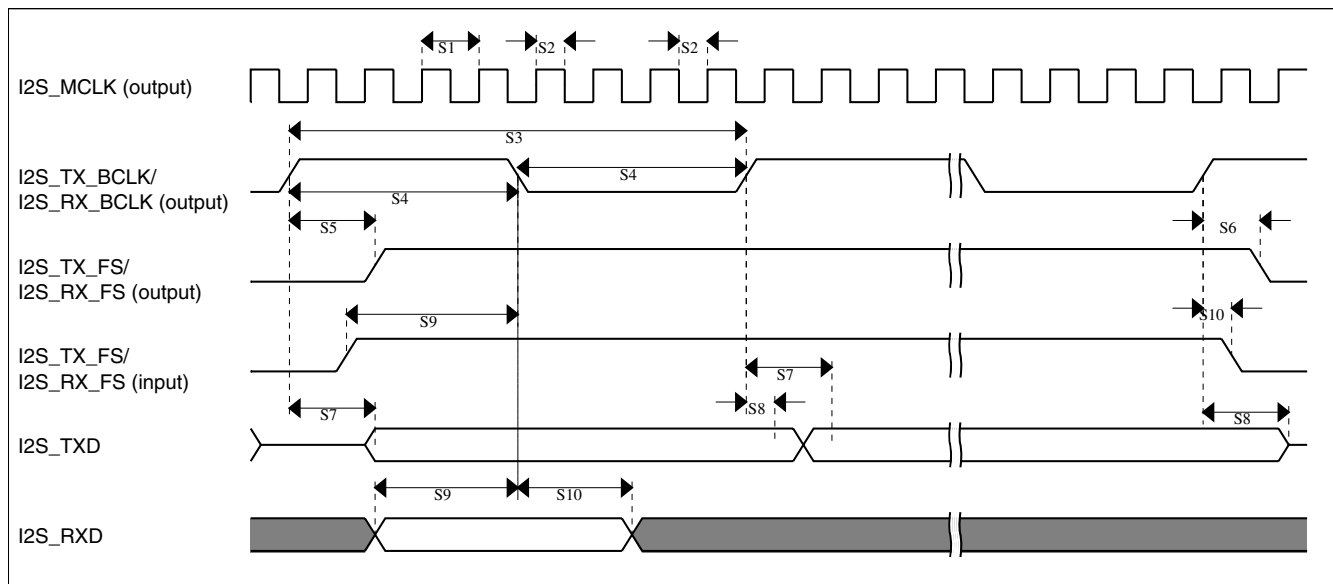 S1
S2
S2
I2S_MCLK (output)
S3
I2S_TX_BCLK/
I2S_RX_BCLK (output)
S4
S4
S5
S6
I2S_TX_FS/
I2S_RX_FS (output)
S9
S10
I2S_TX_FS/
I2S_RX_FS (input)
S7
S7
S8
S8
I2S_TXD
S9
S10
I2S_RXD